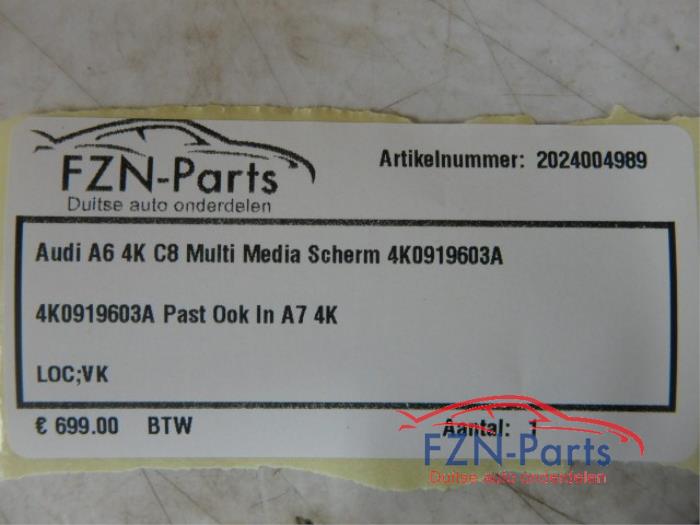 FZN-Parts
Duitse auto onderdelen
Artikelnummer: 2024004989
Audi A6 4K C8 Multi Media Scherm 4K0919603A
4K0919603A Past Ook In A7 4K
LOC;VK
€ 699.00 BTW
Aantal: 1
FZN-Parts
Duitse auto onderdelen